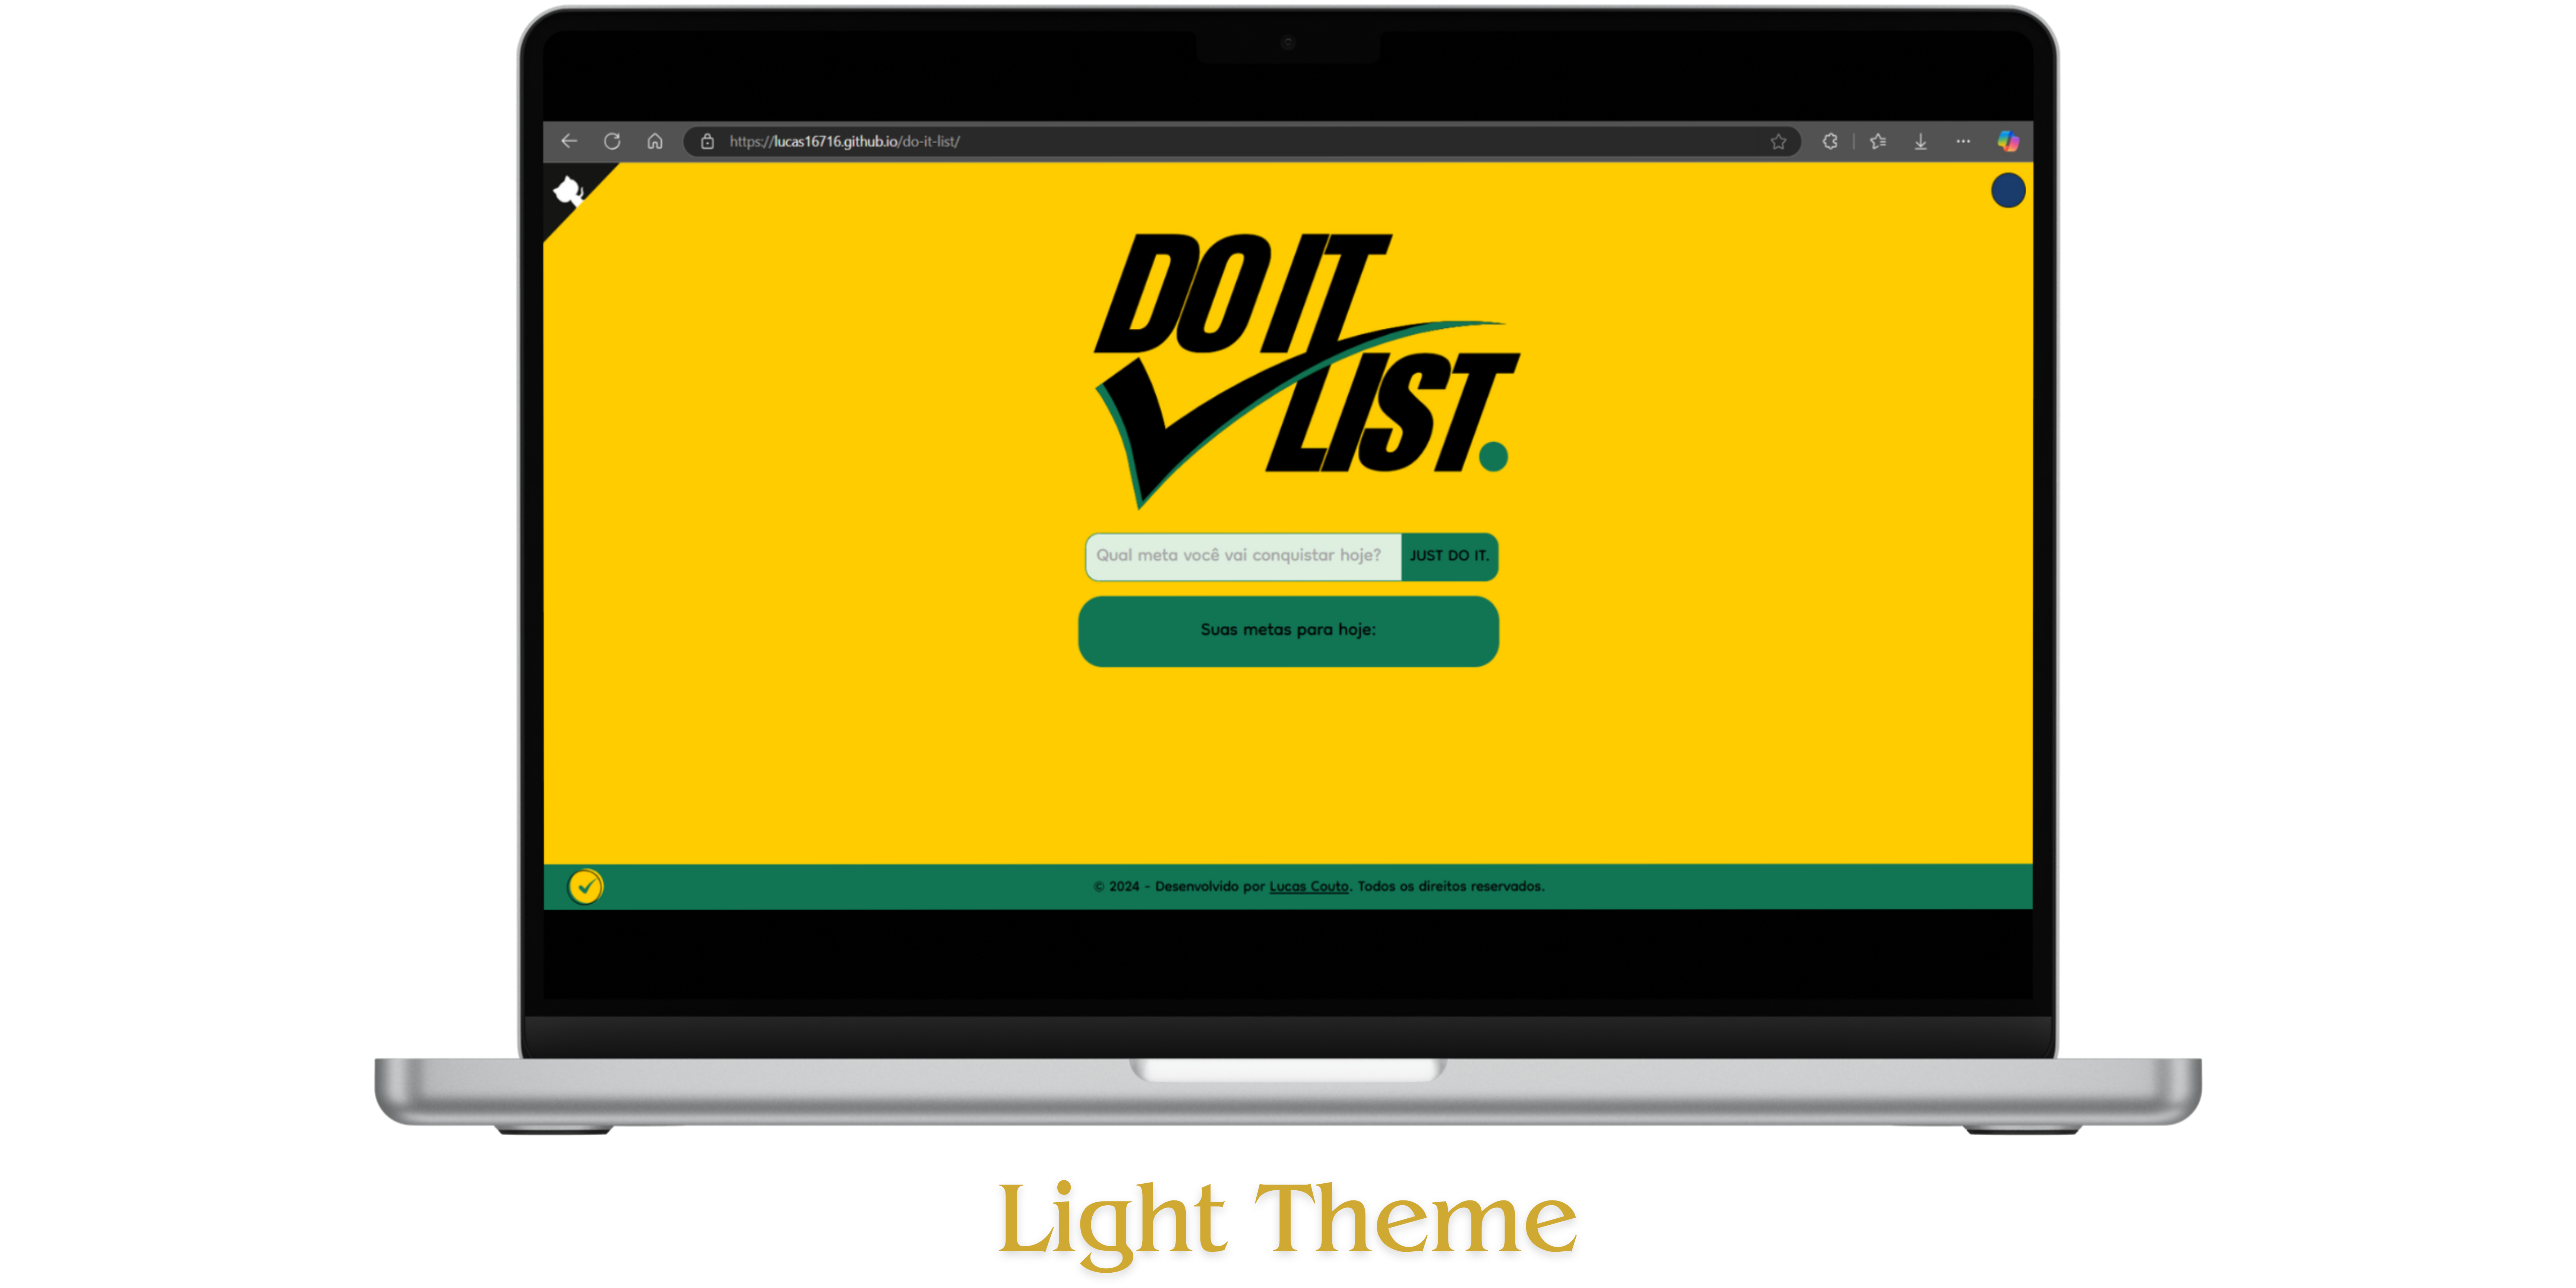 https://lucas16716.github.io/do-it-list/
DO IT
LIST.
Qual meta você vai conquistar hoje? JUST DO IT.
Suas metas para hoje:
© 2024 - Desenvolvido por Lucas Couto. Todos os direitos reservados.
Light Theme